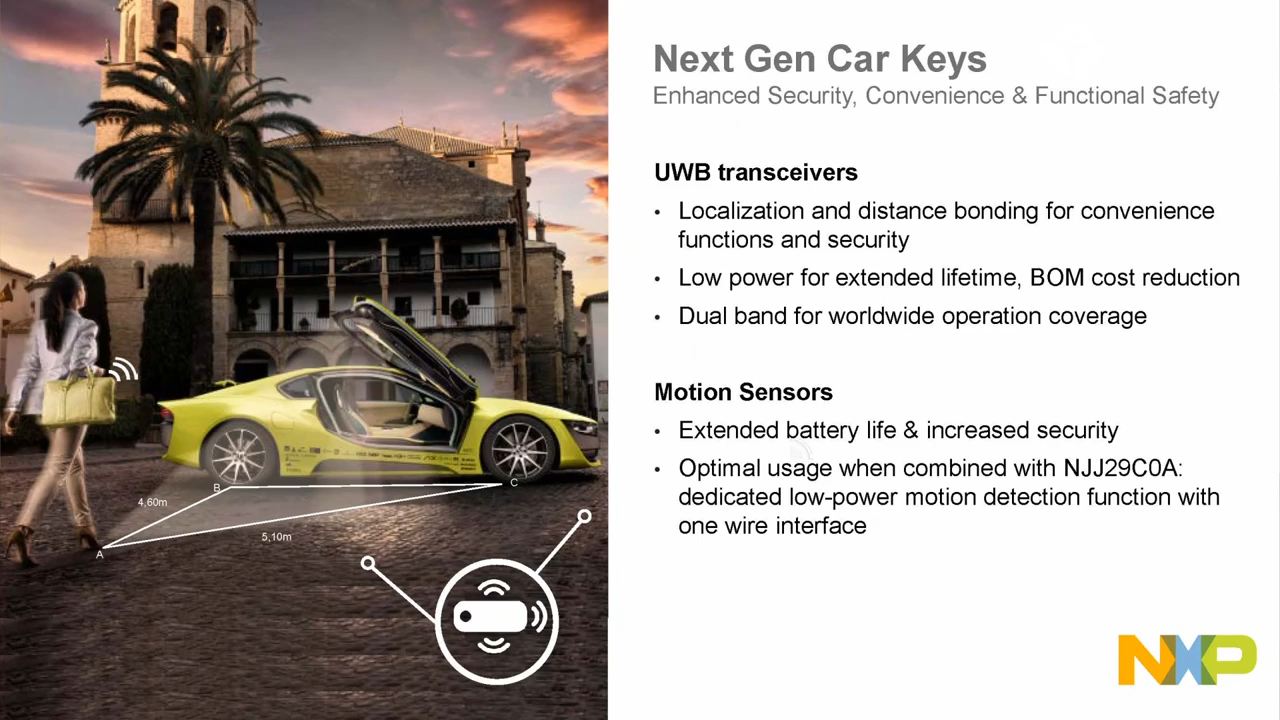 Next Gen Car Keys
Enhanced Security, Convenience & Functional Safety
UWB transceivers
• Localization and distance bonding for convenience
functions and security
• Low power for extended lifetime, BOM cost reduction
• Dual band for worldwide operation coverage
Motion Sensors
• Extended battery life & increased security
• Optimal usage when combined with NJJ29C0A:
dedicated low-power motion detection function with
one wire interface
B
C
4,60m
5,10m
A
NXP